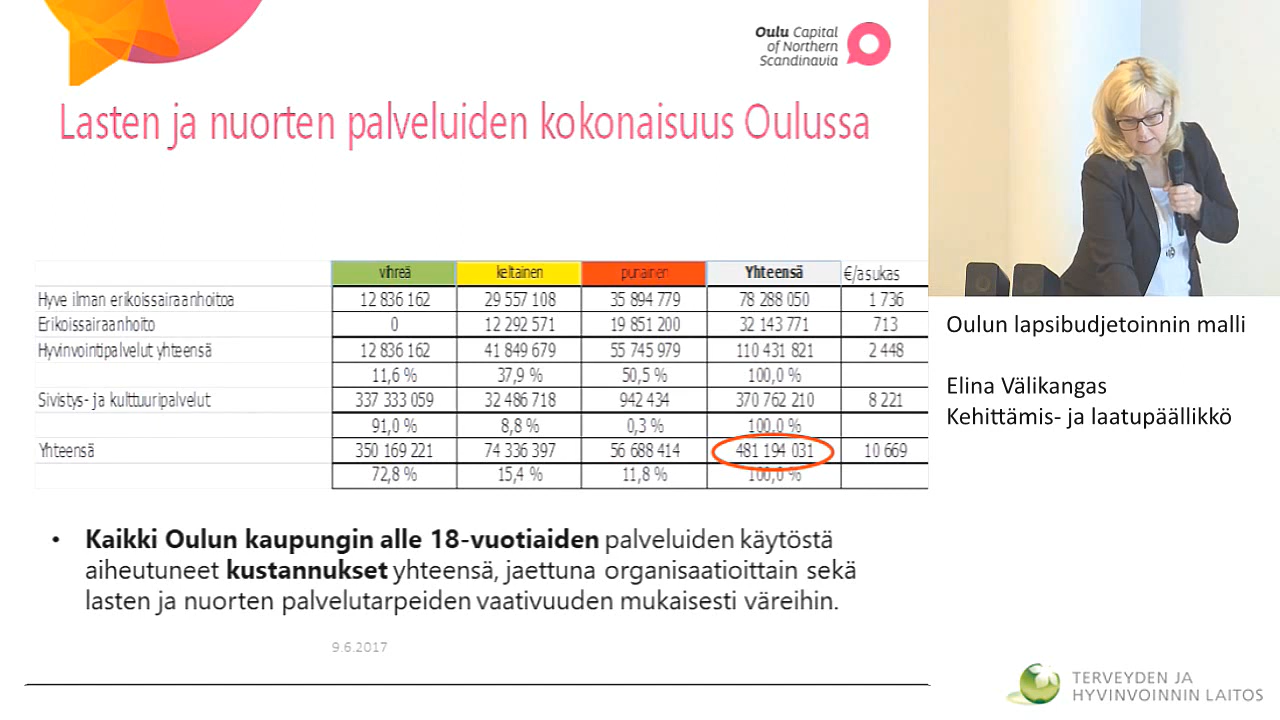 Oulu Capital
of Northern
Scandinavia
Lasten ja nuorten palveluiden kokonaisuus Oulussa
vihreä keltainen punainen Yhteensä €/asukas
Hyve ilman erikoissairaanhoitoa 12 836 162 29 557 108 35 894 779 78 288 050 1 736
Erikoissairaanhoito 0 12 292 571 19 851 200 32 143 771 713
Hyvinvointipalvelut yhteensä 12 836 162 41 849 679 55 745 979 110 431 821 2 448
11,6 % 37,9 % 50,5 % 100,0 %
Sivistys- ja kulttuuripalvelut 337 333 059 32 486 718 942 434 370 762 210 8 221
91,0 % 8,8 % 0,3 % 100,0 %
Yhteensä 350 169 221 74 336 397 56 688 414 481 194 031 10 669
72,8 % 15,4 % 11,8 % 100,0 %
• Kaikki Oulun kaupungin alle 18-vuotiaiden palveluiden käytöstä
aiheutuneet kustannukset yhteensä, jaettuna organisaatioittain sekä
lasten ja nuorten palvelutarpeiden vaativuuden mukaisesti väreihin.
9.6.2017
Oulun lapsibudjetoinnin malli
Elina Välikangas
Kehittämis- ja laatupäällikkö
TERVEYDEN JA
HYVINVOINNIN LAITOS